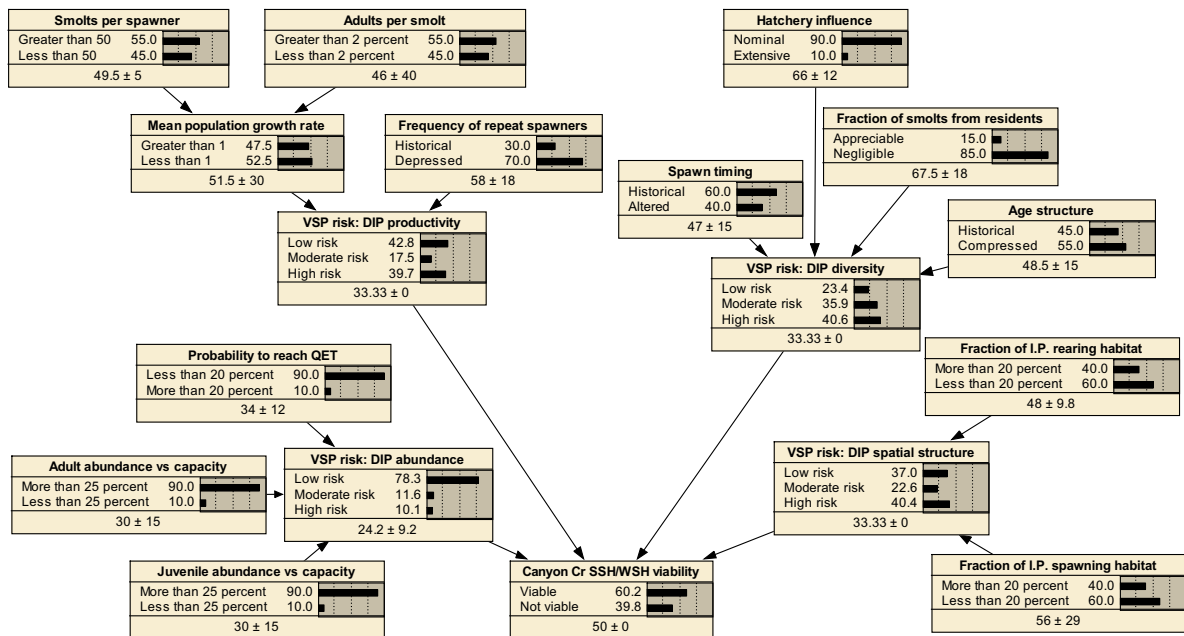 Smolts per spawner
Greater than 50 55.0
Less than 50 45.0
49.5 ± 5
Adults per smolt
Greater than 2 percent 55.0
Less than 2 percent 45.0
46 ± 40
Hatchery influence
Nominal 90.0
Extensive 10.0
66 ± 12
Mean population growth rate
Greater than 1 47.5
Less than 1 52.5
51.5 ± 30
Frequency of repeat spawners
Historical 30.0
Depressed 70.0
58 ± 18
Fraction of smolts from residents
Appreciable 15.0
Negligible 85.0
67.5 ± 18
Spawn timing
Historical 60.0
Altered 40.0
47 ± 15
Age structure
Historical 45.0
Compressed 55.0
48.5 ± 15
VSP risk: DIP productivity
Low risk 42.8
Moderate risk 17.5
High risk 39.7
33.33 ± 0
VSP risk: DIP diversity
Low risk 23.4
Moderate risk 35.9
High risk 40.6
33.33 ± 0
Probability to reach QET
Less than 20 percent 90.0
More than 20 percent 10.0
34 ± 12
Fraction of I.P. rearing habitat
More than 20 percent 40.0
Less than 20 percent 60.0
48 ± 9.8
Adult abundance vs capacity
More than 25 percent 90.0
Less than 25 percent 10.0
30 ± 15
VSP risk: DIP abundance
Low risk 78.3
Moderate risk 11.6
High risk 10.1
24.2 ± 9.2
VSP risk: DIP spatial structure
Low risk 37.0
Moderate risk 22.6
High risk 40.4
33.33 ± 0
Juvenile abundance vs capacity
More than 25 percent 90.0
Less than 25 percent 10.0
30 ± 15
Canyon Cr SSH/WSH viability
Viable 60.2
Not viable 39.8
50 ± 0
Fraction of I.P. spawning habitat
More than 20 percent 40.0
Less than 20 percent 60.0
56 ± 29